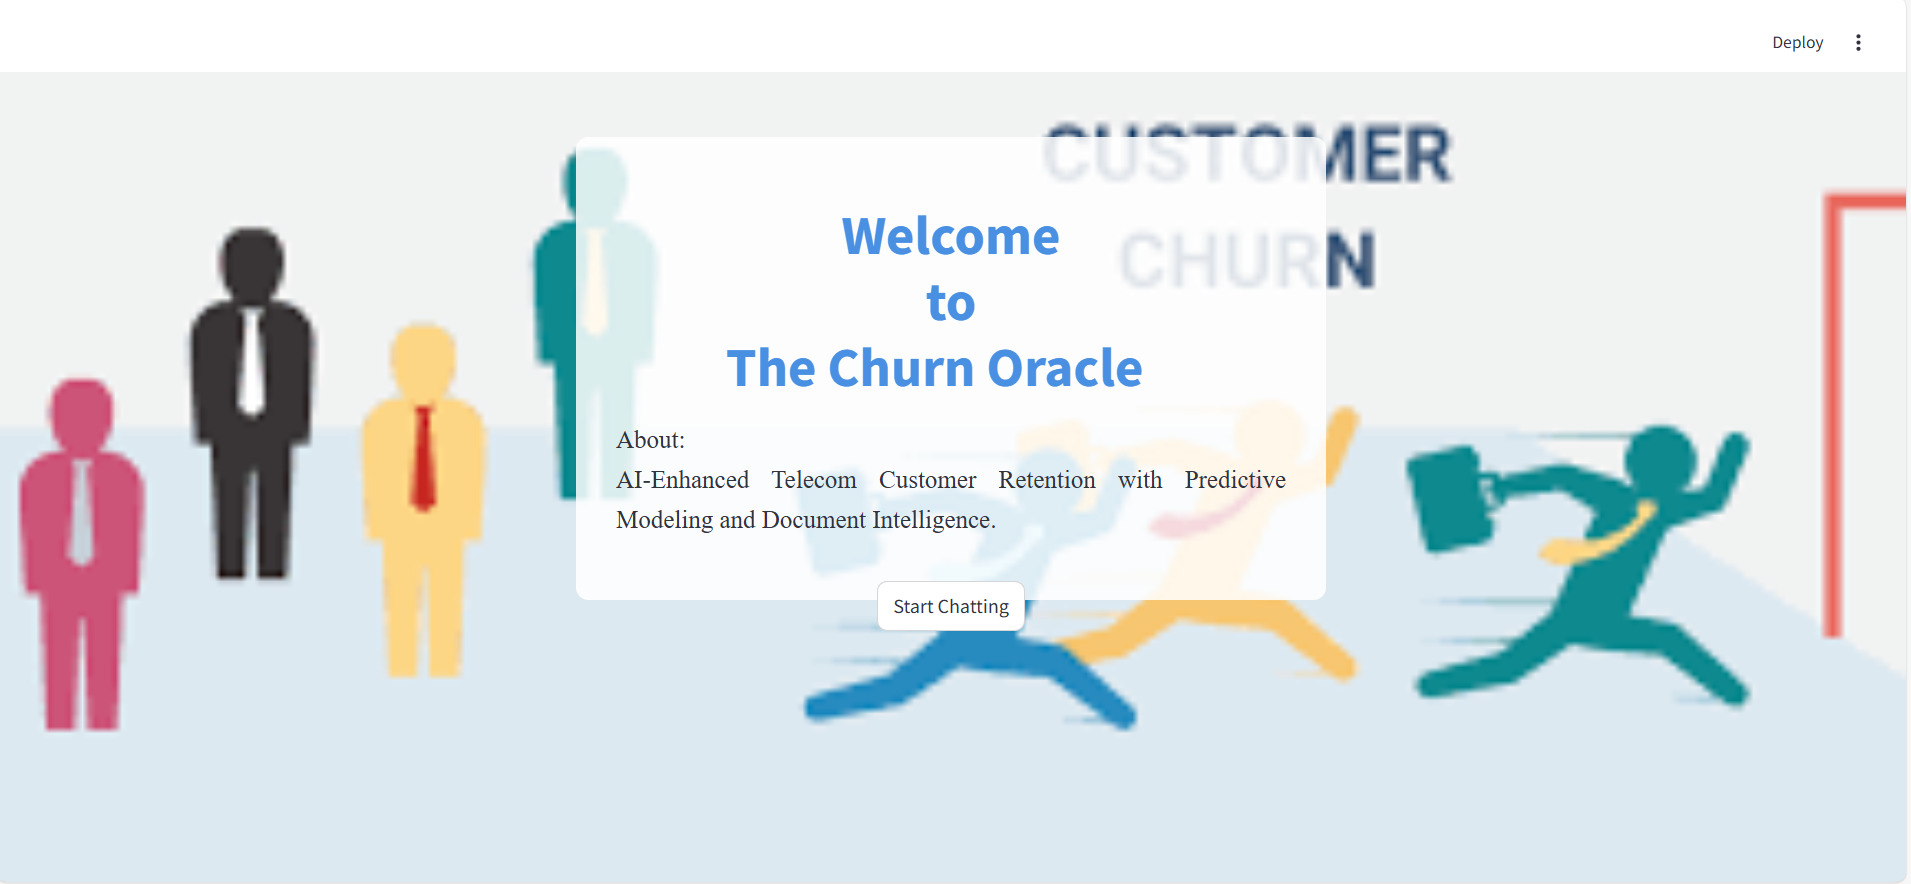 Deploy
CUSTOMER
CHURN
Welcome
to
The Churn Oracle
About:
AI-Enhanced Telecom Customer Retention with Predictive
Modeling and Document Intelligence.
Start Chatting